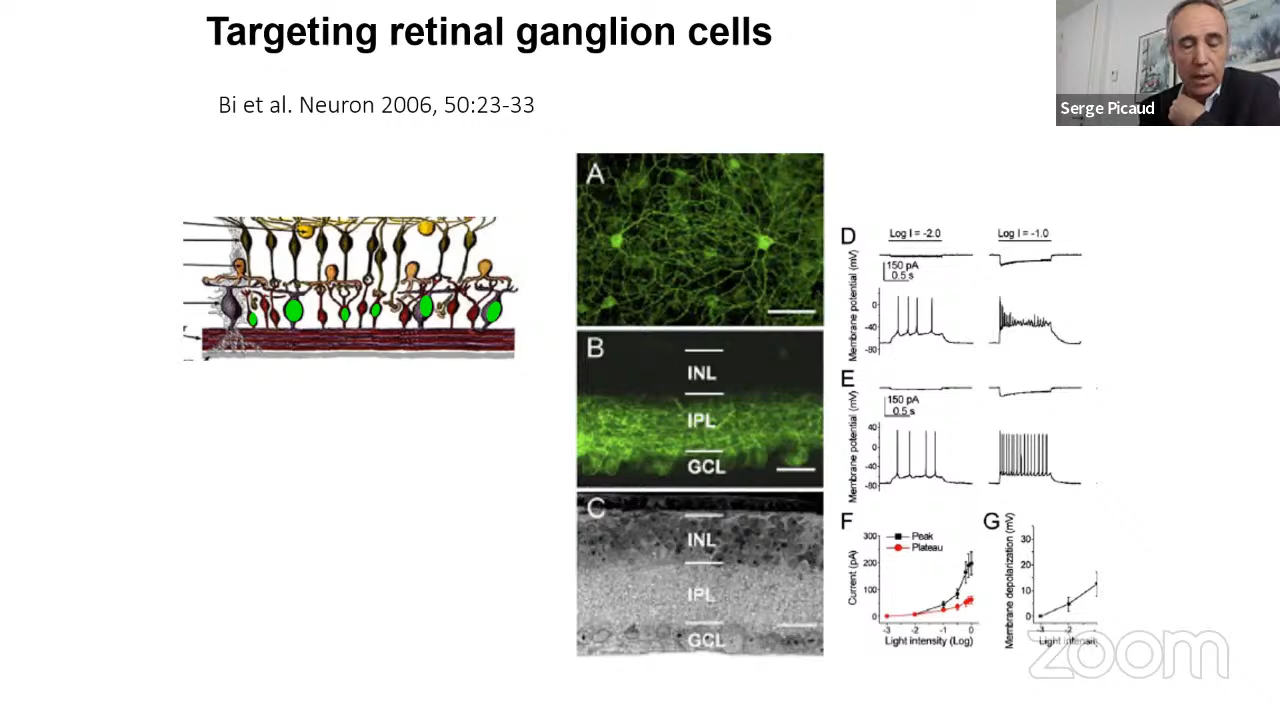 Targeting retinal ganglion cells
Serge Picaud
Bi et al. Neuron 2006, 50:23-33
A
B
INL
IPL
GCL
C
INL
IPL
GCL
D
Log I = -2.0
Log I = -1.0
150 pA
0.5 s
Membrane potential (mV)
0
-40
-80
E
150 pA
0.5 s
Membrane potential (mV)
40
0
-40
-80
F
Peak
Plateau
Current (pA)
300
200
100
0
-3 -2 -1 0
Light intensity (Log)
G
Membrane depolarization (mV)
30
20
10
0
-3 -2
Light intensity
zoom